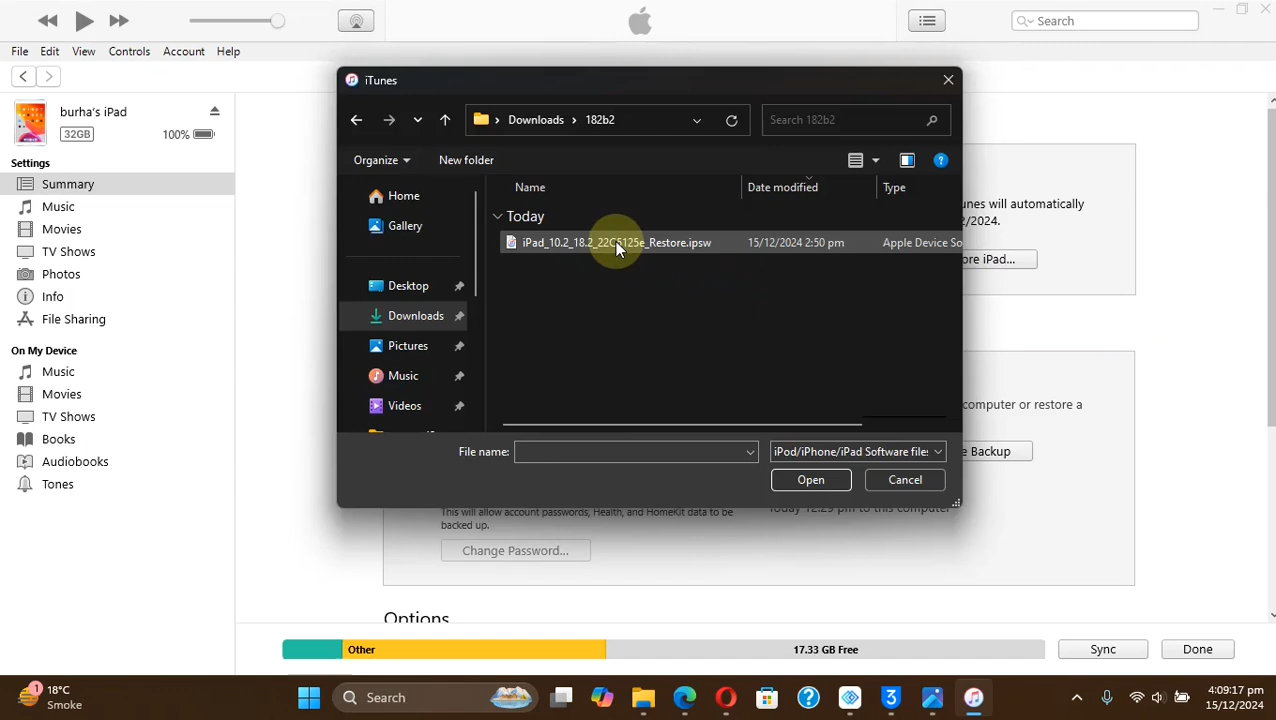 Search
File Edit View Controls Account Help
burha's iPad
32GB 100%
Settings
Summary
Music
Movies
TV Shows
Photos
Info
File Sharing
On My Device
Music
Movies
TV Shows
Books
Audiobooks
Tones
iTunes
Downloads 182b2
Search 182b2
Organize New folder
Home
Gallery
Desktop
Downloads
Pictures
Music
Videos
Name Date modified Type
Today
iPad_10.2_18.2_22C5125e_Restore.ipsw 15/12/2024 2:50 pm Apple Device So
File name: iPod/iPhone/iPad Software files
Open Cancel
Tunes will automatically
/12/2024.
ore iPad...
computer or restore a
e Backup
This will allow account passwords, Health, and HomeKit data to be
backed up.
Today 12:29 pm to this computer
Change Password...
Options
Other 17.33 GB Free Sync Done
1
18°C
Smoke
Search
4:09:17 pm
15/12/2024